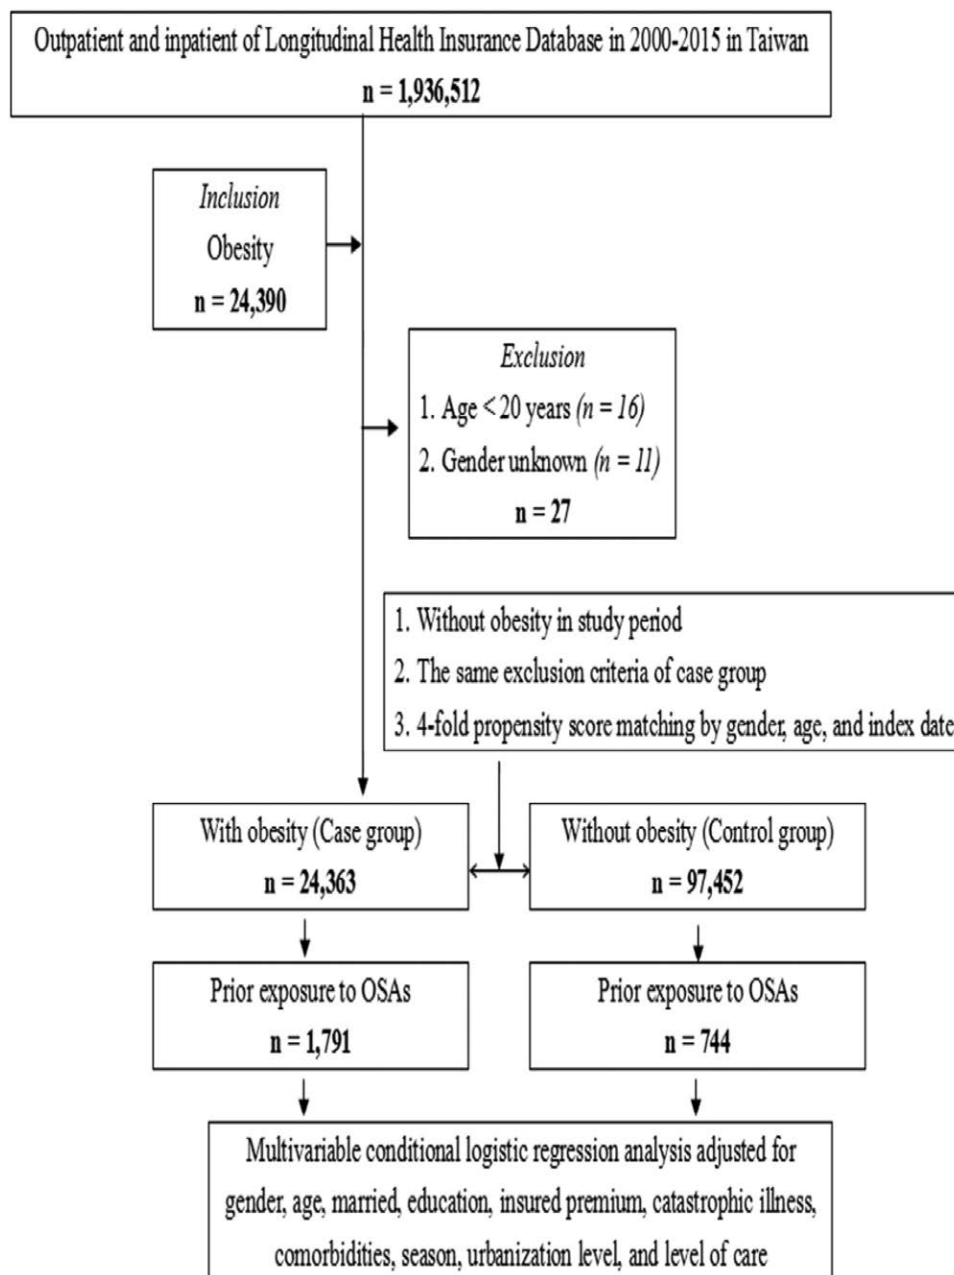 Outpatient and inpatient of Longitudinal Health Insurance Database in 2000-2015 in Taiwan
n = 1,936,512
Inclusion
Obesity
n = 24,390
Exclusion
1. Age < 20 years (n = 16)
2. Gender unknown (n = 11)
n = 27
1. Without obesity in study period
2. The same exclusion criteria of case group
3. 4-fold propensity score matching by gender, age, and index date
With obesity (Case group)
n = 24,363
Without obesity (Control group)
n = 97,452
Prior exposure to OSAs
n = 1,791
Prior exposure to OSAs
n = 744
Multivariable conditional logistic regression analysis adjusted for
gender, age, married, education, insured premium, catastrophic illness,
comorbidities, season, urbanization level, and level of care